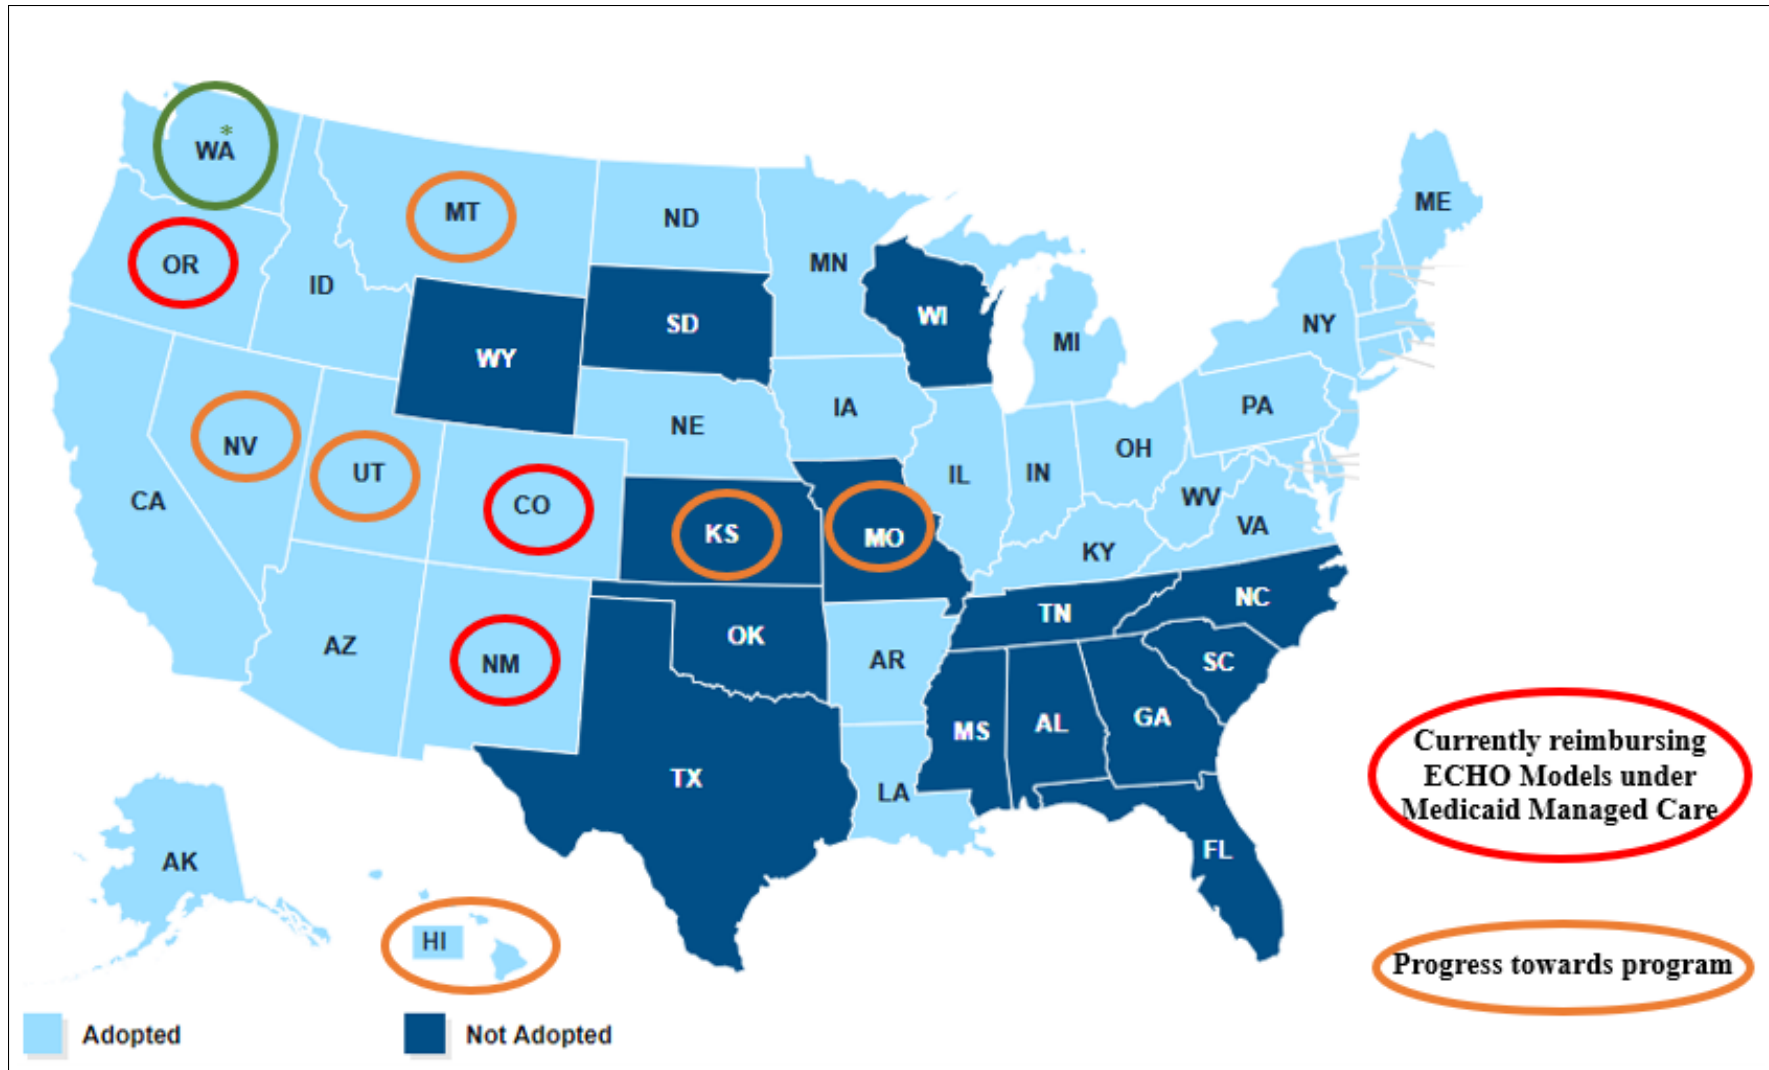 *
WA
MT
ND
ME
OR
ID
MN
SD
WI
NY
WY
MI
NV
NE
IA
PA
UT
OH
CA
CO
IL
IN
WV
KS
MO
VA
KY
NC
TN
AZ
NM
OK
AR
SC
MS
AL
GA
TX
LA
Currently reimbursing
ECHO Models under
Medicaid Managed Care
AK
FL
HI
Progress towards program
Adopted
Not Adopted